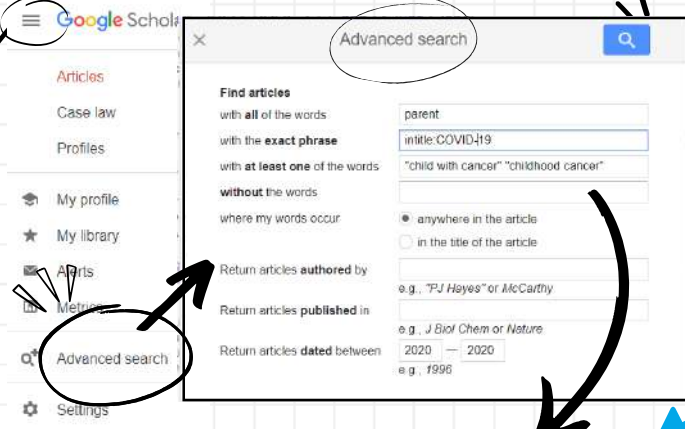 Google Schola
Articles
Case law
Profiles
My profile
My library
Alerts
Metrics
Advanced search
Settings
Advanced search
Find articles
with all of the words parent
with the exact phrase intitle:COVID-19
with at least one of the words "child with cancer" "childhood cancer"
without the words
where my words occur anywhere in the article
in the title of the article
Return articles authored by
e.g., "PJ Hayes" or McCarthy
Return articles published in
e.g., J Biol Chem or Nature
Return articles dated between 2020 — 2020
e.g., 1996